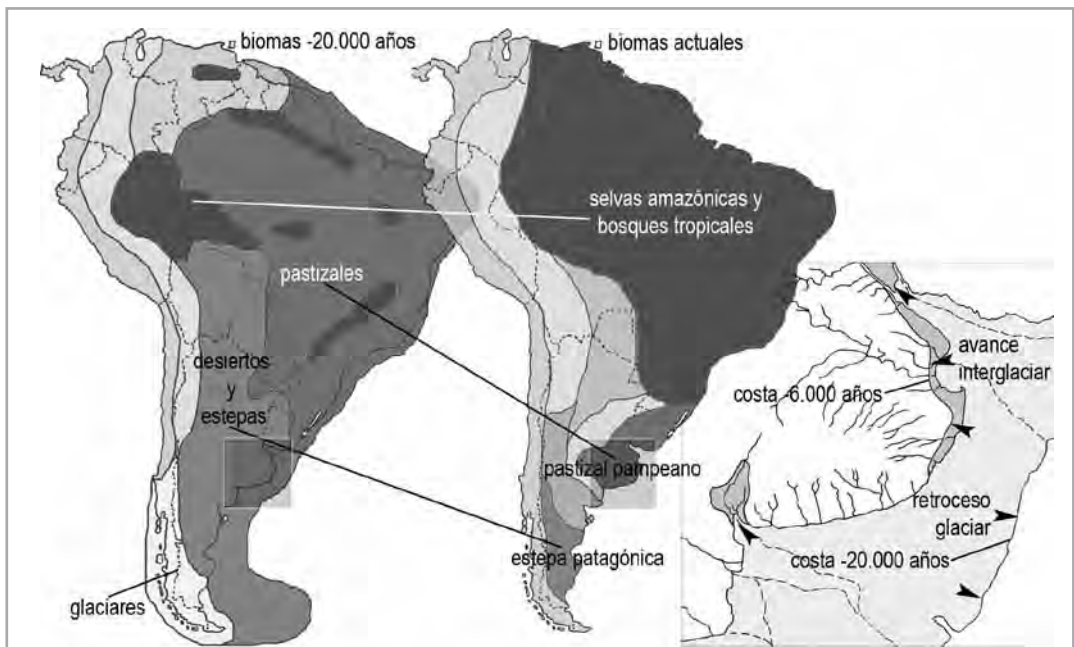 biomas -20.000 años
biomas actuales
selvas amazónicas y
bosques tropicales
pastizales
desiertos
y
estepas
avance
interglaciar
costa -6.000 años
pastizal pampeano
retroceso
glaciar
estepa patagónica
costa -20.000 años
glaciares